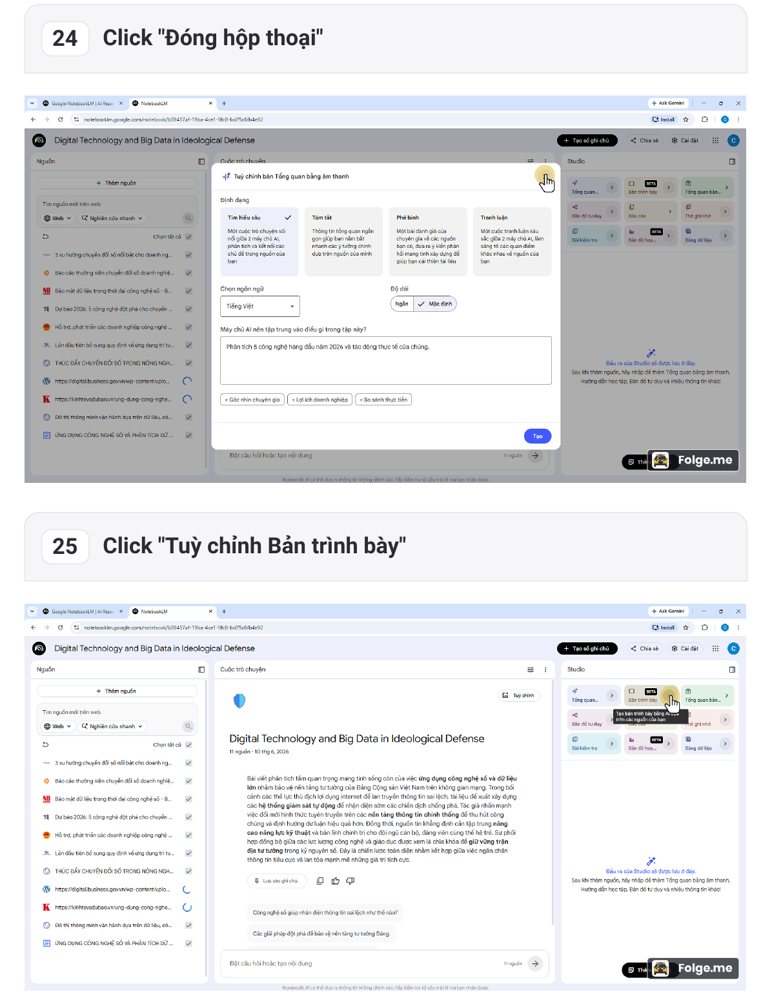 24 Click "Đóng hộp thoại"
Google NotebookLM | AI Resea
NotebookLM
Ask Gemini
notebooklm.google.com/notebook/b39457af-19ba-4ce1-9fc8-bd75c6fb4e92
Install
Digital Technology and Big Data in Ideological Defense
+ Tạo sổ ghi chú
Chia sẻ
Cài đặt
C
Nguồn
Cuộc trò chuyện
Studio
+ Thêm nguồn
Tìm nguồn mới trên web
Web
Nghiên cứu nhanh
Chọn tất cả
3 xu hướng chuyển đổi số nổi bật cho doanh ng...
Báo cáo thường niên chuyển đổi số doanh nghiệ...
Bảo mật dữ liệu trong thời đại công nghệ số - B...
Dự báo 2026: 5 công nghệ đột phá cho chuyển ...
Hỗ trợ, phát triển các doanh nghiệp công nghệ ...
Lần đầu tiên bổ sung quy định về ứng dụng trí tu...
THÚC ĐẨY CHUYỂN ĐỔI SỐ TRONG NÔNG NGH...
https://digital.business.gov.vn/wp-content/uplo...
https://kinhtevadubao.vn/ung-dung-cong-nghe...
Đô thị thông minh vận hành dựa trên dữ liệu, cô...
ỨNG DỤNG CÔNG NGHỆ SỐ VÀ PHÂN TÍCH DỮ ...
Tuỳ chỉnh bản Tổng quan bằng âm thanh
Định dạng
Tìm hiểu sâu
Một cuộc trò chuyện sôi
nổi giữa 2 máy chủ AI,
phân tích và kết nối các
chủ đề trong nguồn của
bạn
Tóm tắt
Thông tin tổng quan ngắn
gọn giúp bạn nắm bắt
nhanh các ý tưởng chính
dựa trên nguồn của mình
Phê bình
Một bài đánh giá của
chuyên gia về các nguồn
bạn có, đưa ra ý kiến phản
hồi mang tính xây dựng để
giúp bạn cải thiện tài liệu
Tranh luận
Một cuộc tranh luận sâu
sắc giữa 2 máy chủ AI, làm
sáng tỏ các quan điểm
khác nhau về nguồn của
bạn
Chọn ngôn ngữ
Độ dài
Tiếng Việt
Ngắn
Mặc định
Máy chủ AI nên tập trung vào điều gì trong tập này?
Phân tích 5 công nghệ hàng đầu năm 2026 và tác động thực tế của chúng.
+ Góc nhìn chuyên gia
+ Lợi ích doanh nghiệp
+ So sánh thực tiễn
Tạo
Đặt câu hỏi hoặc tạo nội dung
11 nguồn
NotebookLM có thể đưa ra thông tin không chính xác; hãy kiểm tra kỹ câu trả lời mà bạn nhận được.
Tổng quan...
BETA
Bản trình bày
Tổng quan bằn...
Bản đồ tư duy
Báo cáo
Thẻ ghi nhớ
Bài kiểm tra
BETA
Bản đồ hoạ...
Bảng dữ liệu
Đầu ra của Studio sẽ được lưu ở đây.
Sau khi thêm nguồn, hãy nhấp để thêm Tổng quan bằng âm thanh,
Hướng dẫn học tập, Bản đồ tư duy và nhiều thông tin khác!
Thê
Folge.me
25 Click "Tuỳ chỉnh Bản trình bày"
Google NotebookLM | AI Resea
NotebookLM
Ask Gemini
notebooklm.google.com/notebook/b39457af-19ba-4ce1-9fc8-bd75c6fb4e92
Install
Digital Technology and Big Data in Ideological Defense
+ Tạo sổ ghi chú
Chia sẻ
Cài đặt
C
Nguồn
Cuộc trò chuyện
Studio
+ Thêm nguồn
Tìm nguồn mới trên web
Web
Nghiên cứu nhanh
Chọn tất cả
3 xu hướng chuyển đổi số nổi bật cho doanh ng...
Báo cáo thường niên chuyển đổi số doanh nghiệ...
Bảo mật dữ liệu trong thời đại công nghệ số - B...
Dự báo 2026: 5 công nghệ đột phá cho chuyển ...
Hỗ trợ, phát triển các doanh nghiệp công nghệ ...
Lần đầu tiên bổ sung quy định về ứng dụng trí tu...
THÚC ĐẨY CHUYỂN ĐỔI SỐ TRONG NÔNG NGH...
https://digital.business.gov.vn/wp-content/uplo...
https://kinhtevadubao.vn/ung-dung-cong-nghe...
Đô thị thông minh vận hành dựa trên dữ liệu, cô...
ỨNG DỤNG CÔNG NGHỆ SỐ VÀ PHÂN TÍCH DỮ ...
Tuỳ chỉnh
Digital Technology and Big Data in Ideological Defense
11 nguồn · 10 thg 6, 2026
Bài viết phân tích tầm quan trọng mang tính sống còn của việc ứng dụng công nghệ số và dữ liệu
lớn nhằm bảo vệ nền tảng tư tưởng của Đảng Cộng sản Việt Nam trên không gian mạng. Trong bối
cảnh các thế lực thù địch lợi dụng internet để lan truyền thông tin sai lệch, tài liệu đề xuất xây dựng
các hệ thống giám sát tự động để nhận diện sớm các chiến dịch chống phá. Tác giả nhấn mạnh
việc đổi mới hình thức tuyên truyền trên các nền tảng thông tin chính thống để thu hút công
chúng và định hướng dư luận hiệu quả hơn. Đồng thời, nguồn tin khẳng định cần tập trung nâng
cao năng lực kỹ thuật và bản lĩnh chính trị cho đội ngũ cán bộ, đảng viên cùng thế hệ trẻ. Sự phối
hợp đồng bộ giữa các lực lượng công nghệ và giáo dục được xem là chìa khóa để giữ vững trận
địa tư tưởng trong kỷ nguyên số. Đây là chiến lược toàn diện nhằm kết hợp giữa việc ngăn chặn
thông tin tiêu cực và lan tỏa mạnh mẽ những giá trị tích cực.
Lưu vào ghi chú
Công nghệ số giúp nhận diện thông tin sai lệch như thế nào?
Các giải pháp đột phá để bảo vệ nền tảng tư tưởng Đảng.
Đặt câu hỏi hoặc tạo nội dung
11 nguồn
NotebookLM có thể đưa ra thông tin không chính xác; hãy kiểm tra kỹ câu trả lời mà bạn nhận được.
Tổng quan...
BETA
Bản trình bày
Tổng quan bằn...
Tạo bản trình bày bằng AI dựa
trên các nguồn của bạn
Bản đồ tư duy
Báo cáo
Thẻ ghi nhớ
Bài kiểm tra
BETA
Bản đồ hoạ...
Bảng dữ liệu
Đầu ra của Studio sẽ được lưu ở đây.
Sau khi thêm nguồn, hãy nhấp để thêm Tổng quan bằng âm thanh,
Hướng dẫn học tập, Bản đồ tư duy và nhiều thông tin khác!
Thê
Folge.me